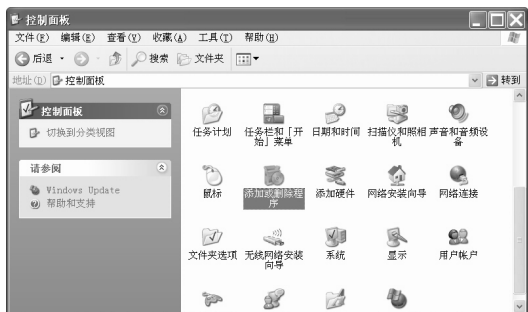 控制面板
文件(F) 编辑(E) 查看(V) 收藏(A) 工具(T) 帮助(H)
后退 搜索 文件夹
地址(D) 控制面板 转到
控制面板
切换到分类视图
请参阅
Windows Update
帮助和支持
任务计划 任务栏和「开 日期和时间 扫描仪和照相 声音和音频设
始」菜单 机 备
鼠标 添加或删除程 添加硬件 网络安装向导 网络连接
序
文件夹选项 无线网络安装 系统 显示 用户帐户
向导